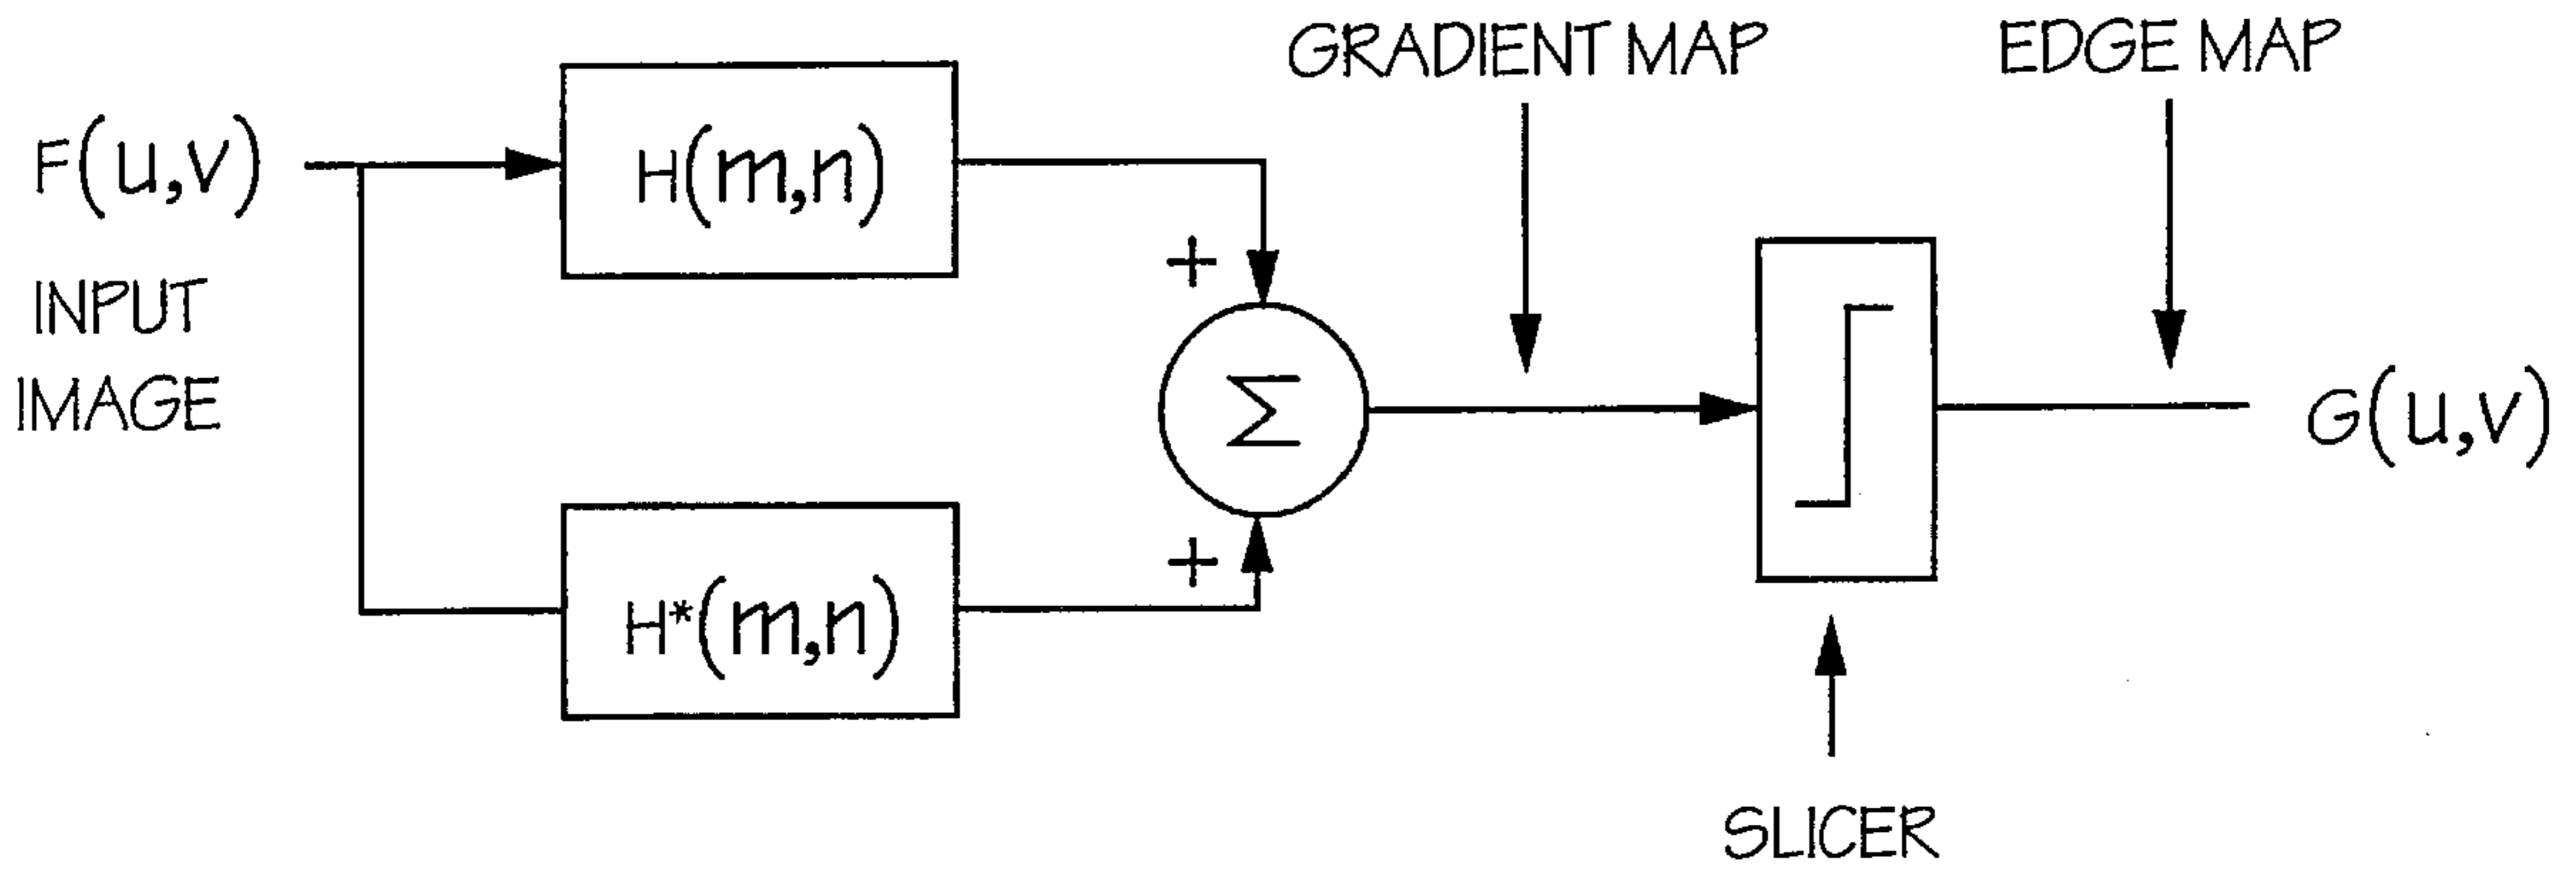 GRADIENT MAP
EDGE MAP
F(u,v)
INPUT
IMAGE
H(m,n)
+
Σ
+
H*(m,n)
G(u,v)
SLICER